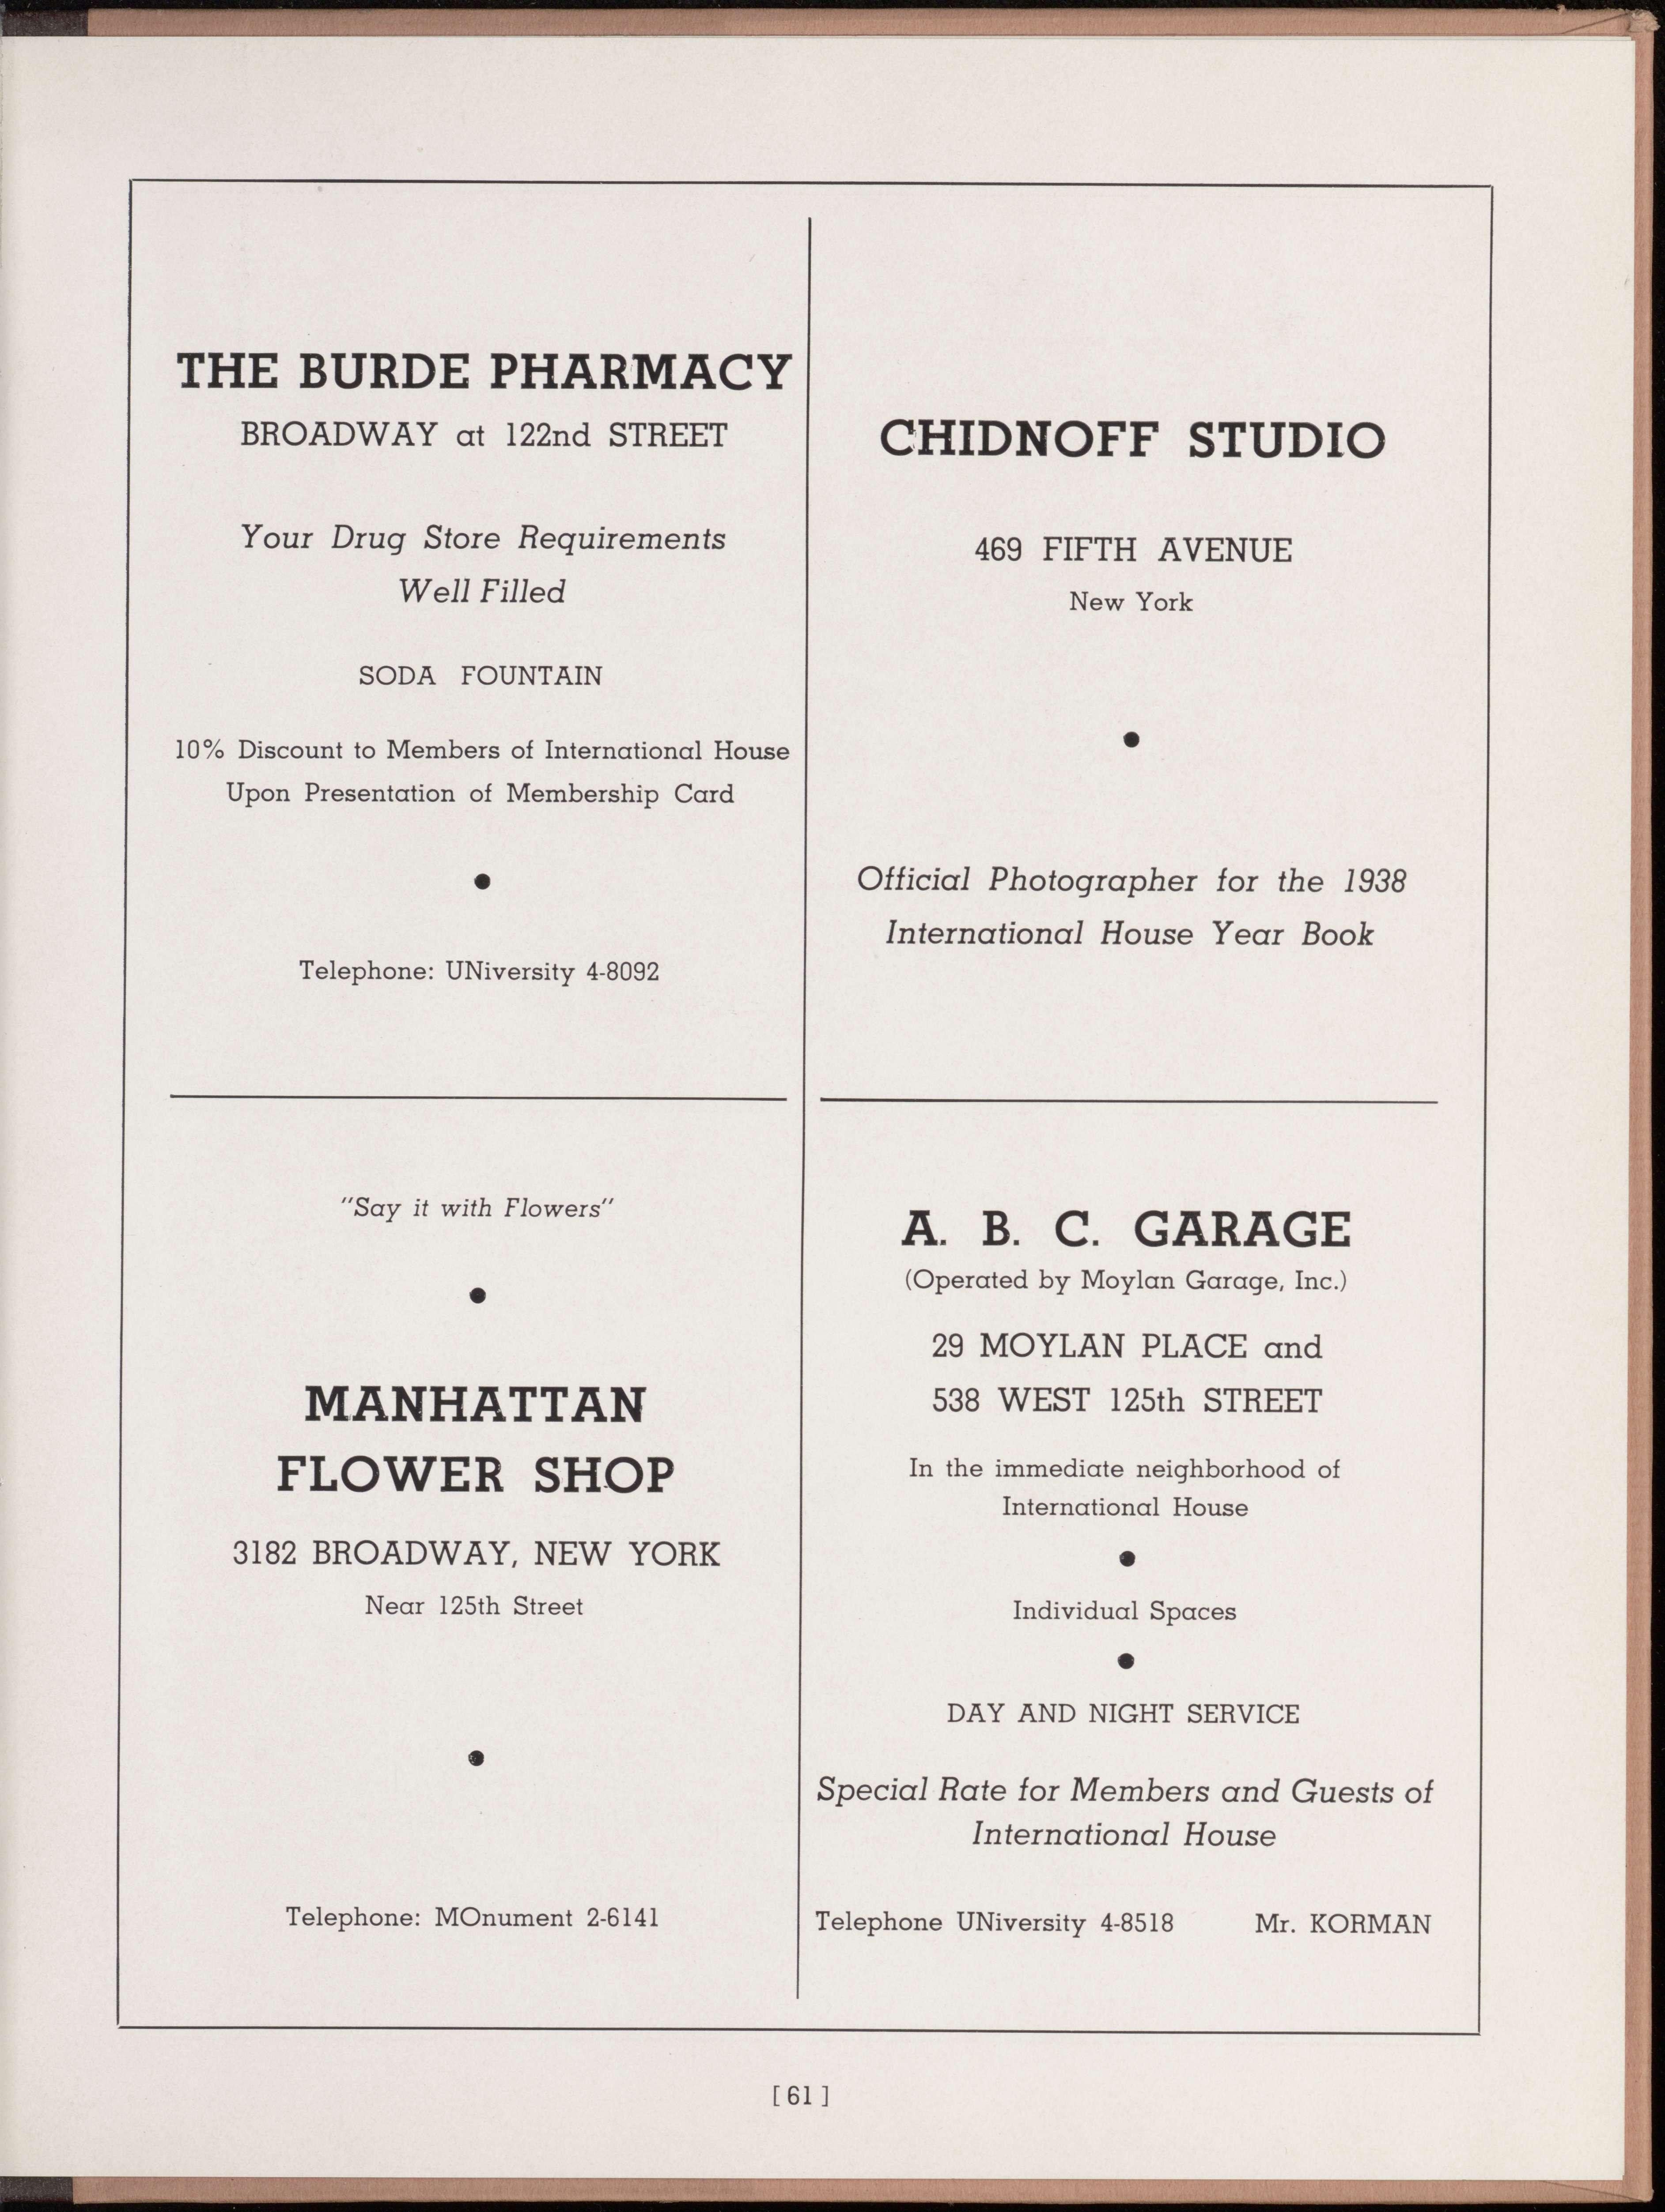 THE BURDE PHARMACY
BROADWAY at 122nd STREET
Your Drug Store Requirements
Well Filled
SODA FOUNTAIN
10% Discount to Members of International House
Upon Presentation of Membership Card
Telephone: UNiversity 4-8092
CHIDNOFF STUDIO
469 FIFTH AVENUE
New York
Official Photographer for the 1938
International House Year Book
"Say it with Flowers"
MANHATTAN
FLOWER SHOP
3182 BROADWAY, NEW YORK
Near 125th Street
Telephone: MOnument 2-6141
A. B. C. GARAGE
(Operated by Moylan Garage, Inc.)
29 MOYLAN PLACE and
538 WEST 125th STREET
In the immediate neighborhood of
International House
Individual Spaces
DAY AND NIGHT SERVICE
Special Rate for Members and Guests of
International House
Telephone UNiversity 4-8518 Mr. KORMAN
[ 61 ]